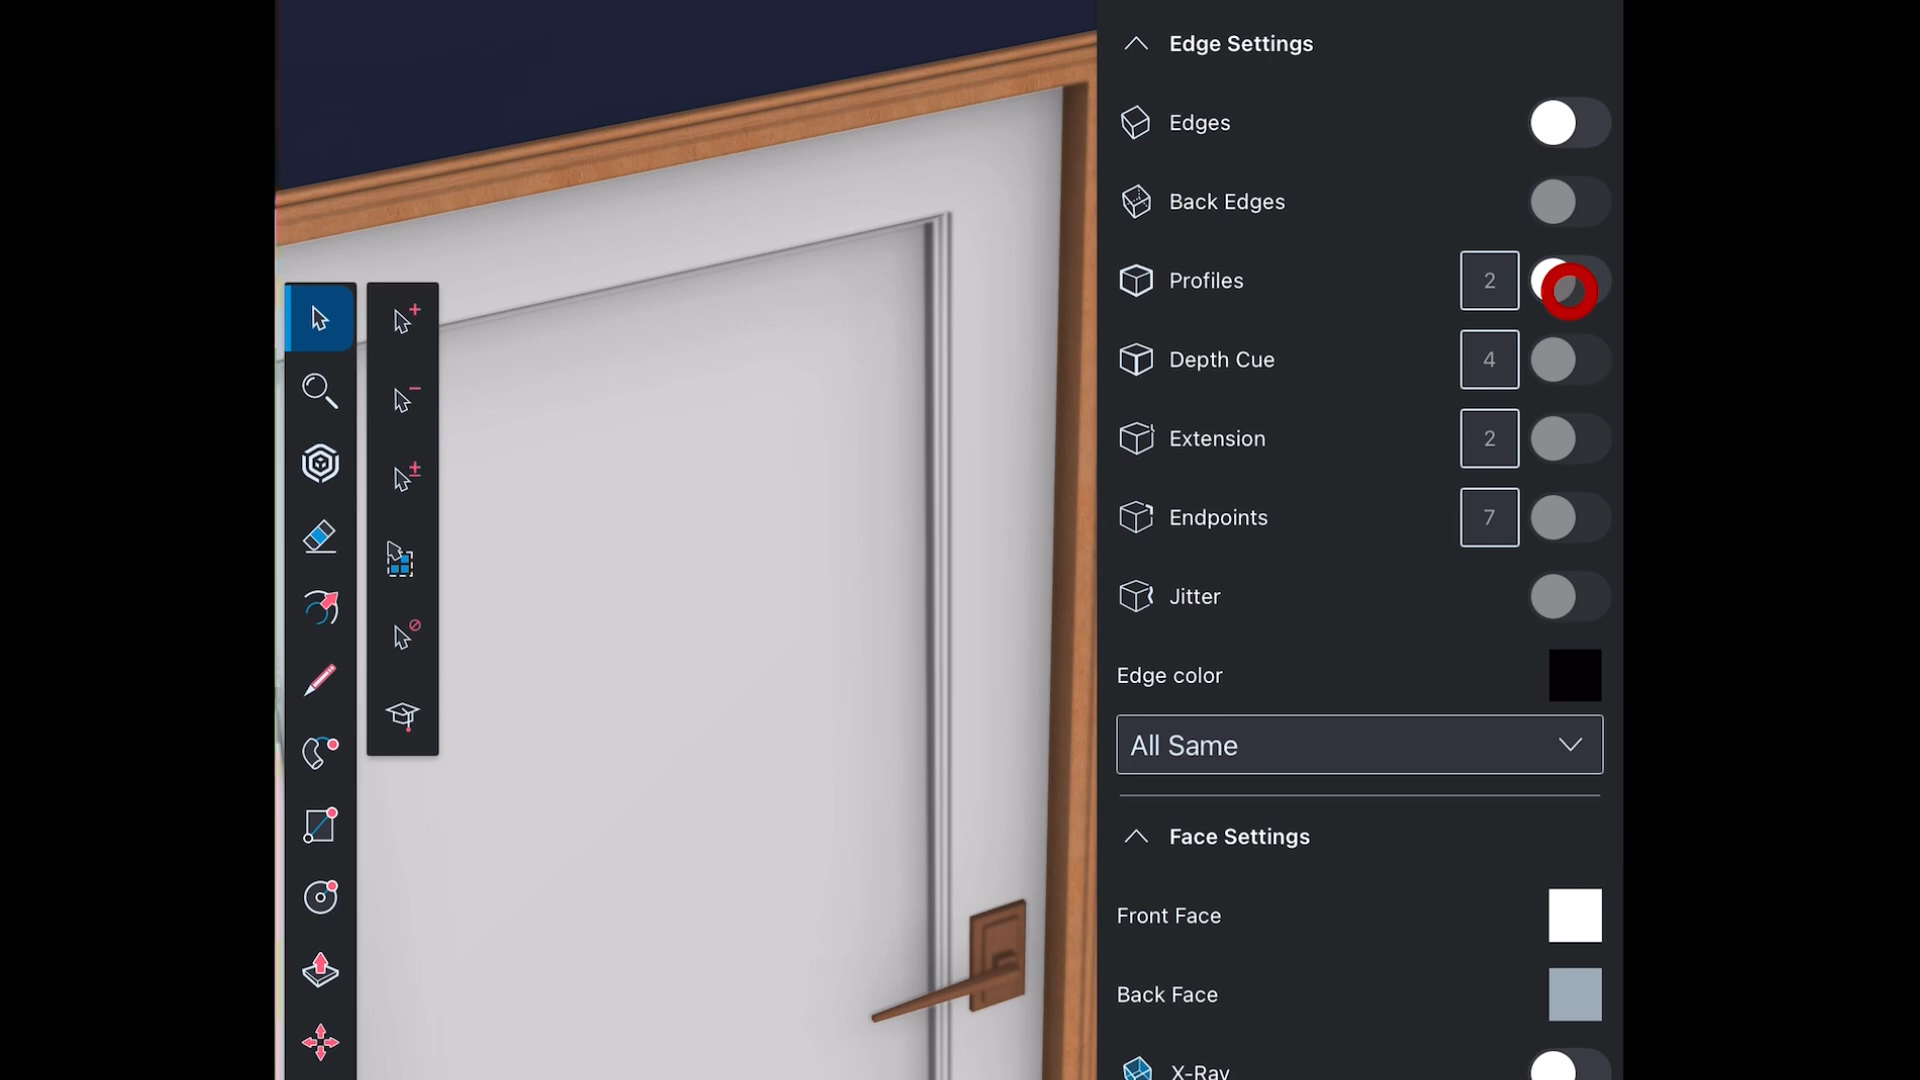 Edge Settings
Edges
Back Edges
Profiles 2
Depth Cue 4
Extension 2
Endpoints 7
Jitter
Edge color
All Same
Face Settings
Front Face
Back Face
X-Ray